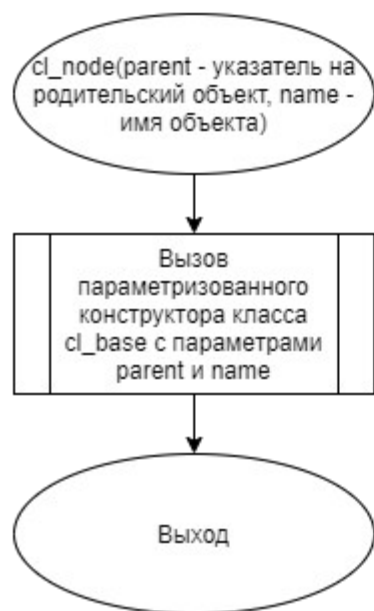 cl_node(parent - указатель на
родительский объект, name -
имя объекта)
Вызов
параметризованного
конструктора класса
cl_base с параметрами
parent и name
Выход